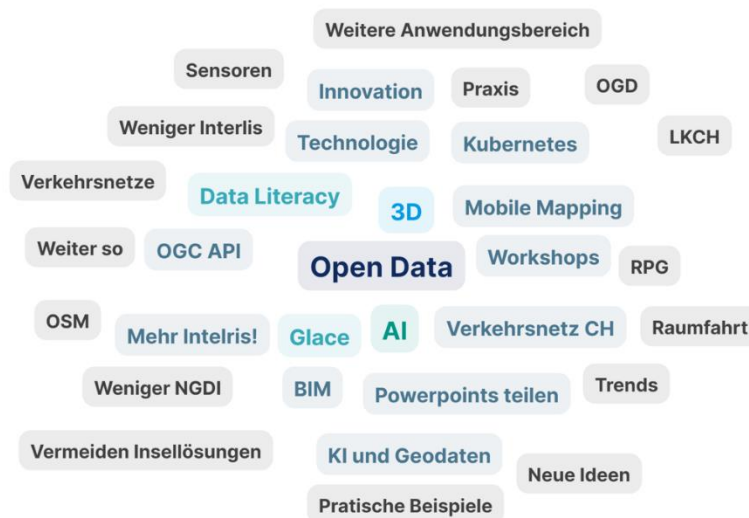 Weitere Anwendungsbereich
Sensoren
Innovation
Praxis
OGD
Weniger Interlis
Technologie
Kubernetes
LKCH
Verkehrsnetze
Data Literacy
3D
Mobile Mapping
Weiter so
OGC API
Open Data
Workshops
RPG
OSM
Mehr Intelris!
Glace
AI
Verkehrsnetz CH
Raumfahrt
Weniger NGDI
BIM
Powerpoints teilen
Trends
Vermeiden Insellösungen
KI und Geodaten
Neue Ideen
Pratische Beispiele